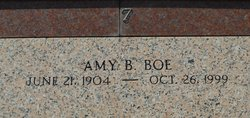 AMY B. BOE
JUNE 21, 1904 — OCT. 26, 1999